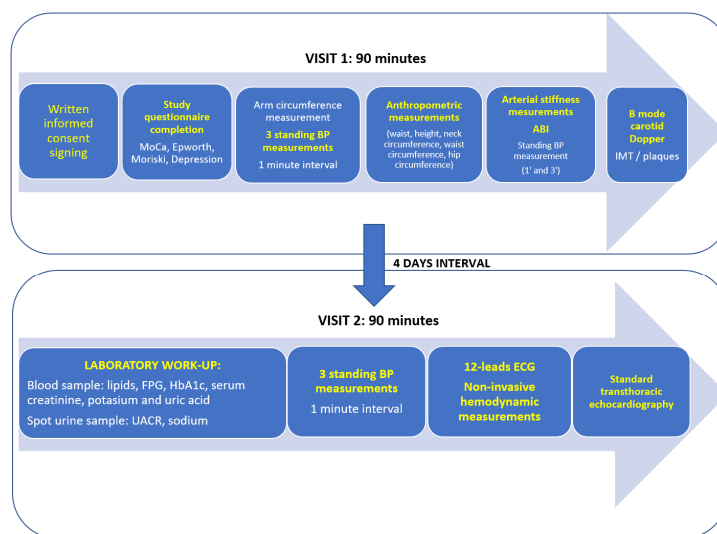 VISIT 1: 90 minutes
Written
informed
consent
signing
Study
questionnaire
completion
MoCa, Epworth,
Moriski, Depression
Arm circumference
measurement
3 standing BP
measurements
1 minute interval
Anthropometric
measurements
(waist, height, neck
circumference, waist
circumference, hip
circumference)
Arterial stiffness
mesurements
ABI
Standing BP
measurement
(1' and 3')
B mode
carotid
Dopper
IMT / plaques
4 DAYS INTERVAL
VISIT 2: 90 minutes
LABORATORY WORK-UP:
Blood sample: lipids, FPG, HbA1c, serum
creatinine, potasium and uric acid
Spot urine sample: UACR, sodium
3 standing BP
measurements
1 minute interval
12-leads ECG
Non-invasive
hemodynamic
measurements
Standard
transthoracic
echocardiography